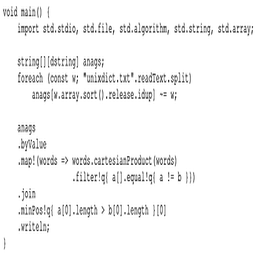 void main() {
import std.stdio, std.file, std.algorithm, std.string, std.array;
string[][dstring] anags;
foreach (const w; "unixdict.txt".readText.split)
anags[w.array.sort().release.idup] ~= w;
anags
.byValue
.map!(words => words.cartesianProduct(words)
.filter!q{ a[].equal!q{ a != b }})
.join
.minPos!q{ a[0].length > b[0].length }[0]
.writeln;
}